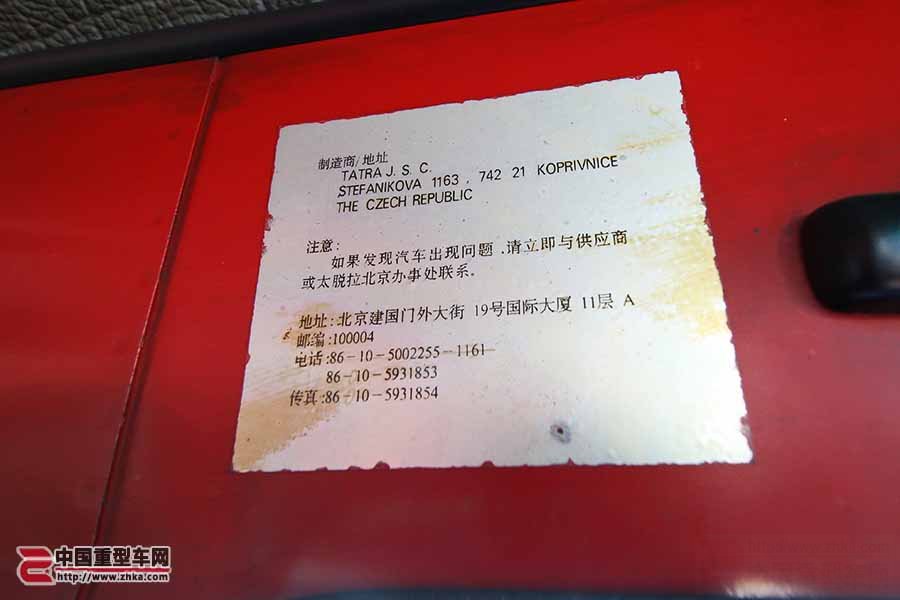 制造商/地址
TATRA J. S. C.
STEFANIKOVA 1163 , 742 21 KOPRIVNICE
THE CZECH REPUBLIC
注意:
如果发现汽车出现问题 ,请立即与供应商
或太脱拉北京办事处联系。
地址:北京建国门外大街 19号国际大厦 11层 A
邮编:100004
电话:86-10-5002255-1161
86-10-5931853
传真:86-10-5931854
中国重型车网
http://www.zhka.com